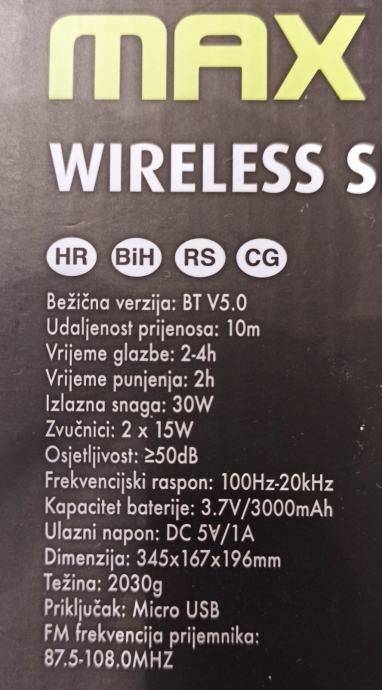 MAX
WIRELESS S
HR BiH RS CG
Bežična verzija: BT V5.0
Udaljenost prijenosa: 10m
Vrijeme glazbe: 2-4h
Vrijeme punjenja: 2h
Izlazna snaga: 30W
Zvučnici: 2 x 15W
Osjetljivost: ≥50dB
Frekvencijski raspon: 100Hz-20kHz
Kapacitet baterije: 3.7V/3000mAh
Ulazni napon: DC 5V/1A
Dimenzija: 345x167x196mm
Težina: 2030g
Priključak: Micro USB
FM frekvencija prijemnika:
87.5-108.0MHZ